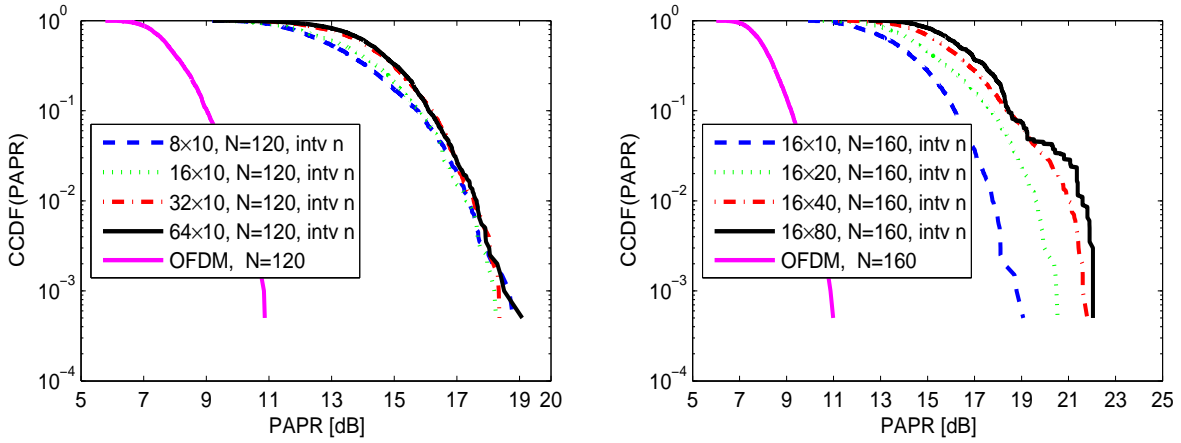 10^0
10^-1
10^-2
10^-3
10^-4
CCDF(PAPR)
8×10, N=120, intv n
16×10, N=120, intv n
32×10, N=120, intv n
64×10, N=120, intv n
OFDM, N=120
5 7 9 11 13 15 17 19 20
PAPR [dB]
10^0
10^-1
10^-2
10^-3
10^-4
CCDF(PAPR)
16×10, N=160, intv n
16×20, N=160, intv n
16×40, N=160, intv n
16×80, N=160, intv n
OFDM, N=160
5 7 9 11 13 15 17 19 21 23 25
PAPR [dB]